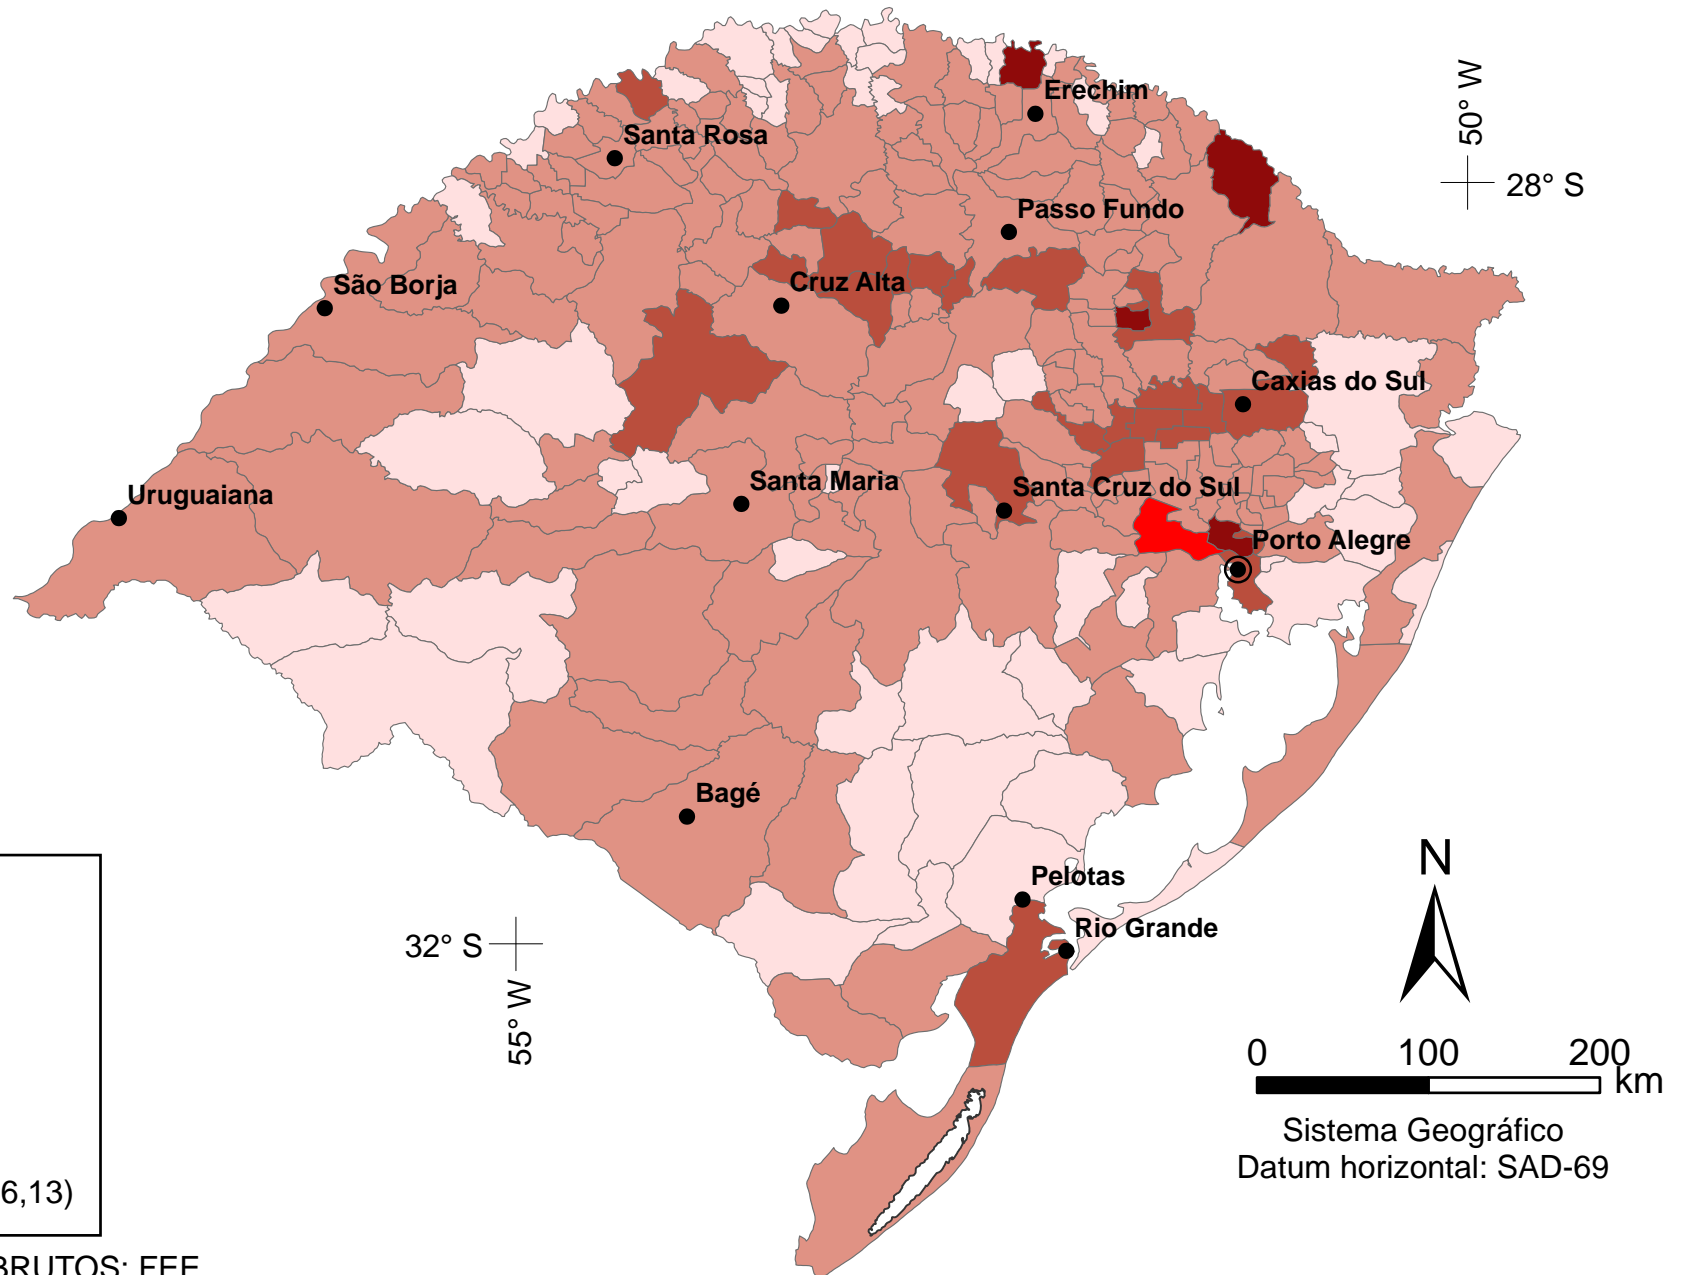 50° W
28° S
Erechim
Santa Rosa
Passo Fundo
São Borja
Cruz Alta
Caxias do Sul
Uruguaiana
Santa Maria
Santa Cruz do Sul
Porto Alegre
Bagé
Pelotas
Rio Grande
32° S
55° W
N
0 100 200
km
Sistema Geográfico
Datum horizontal: SAD-69
6,13)
BRUTOS: FEE